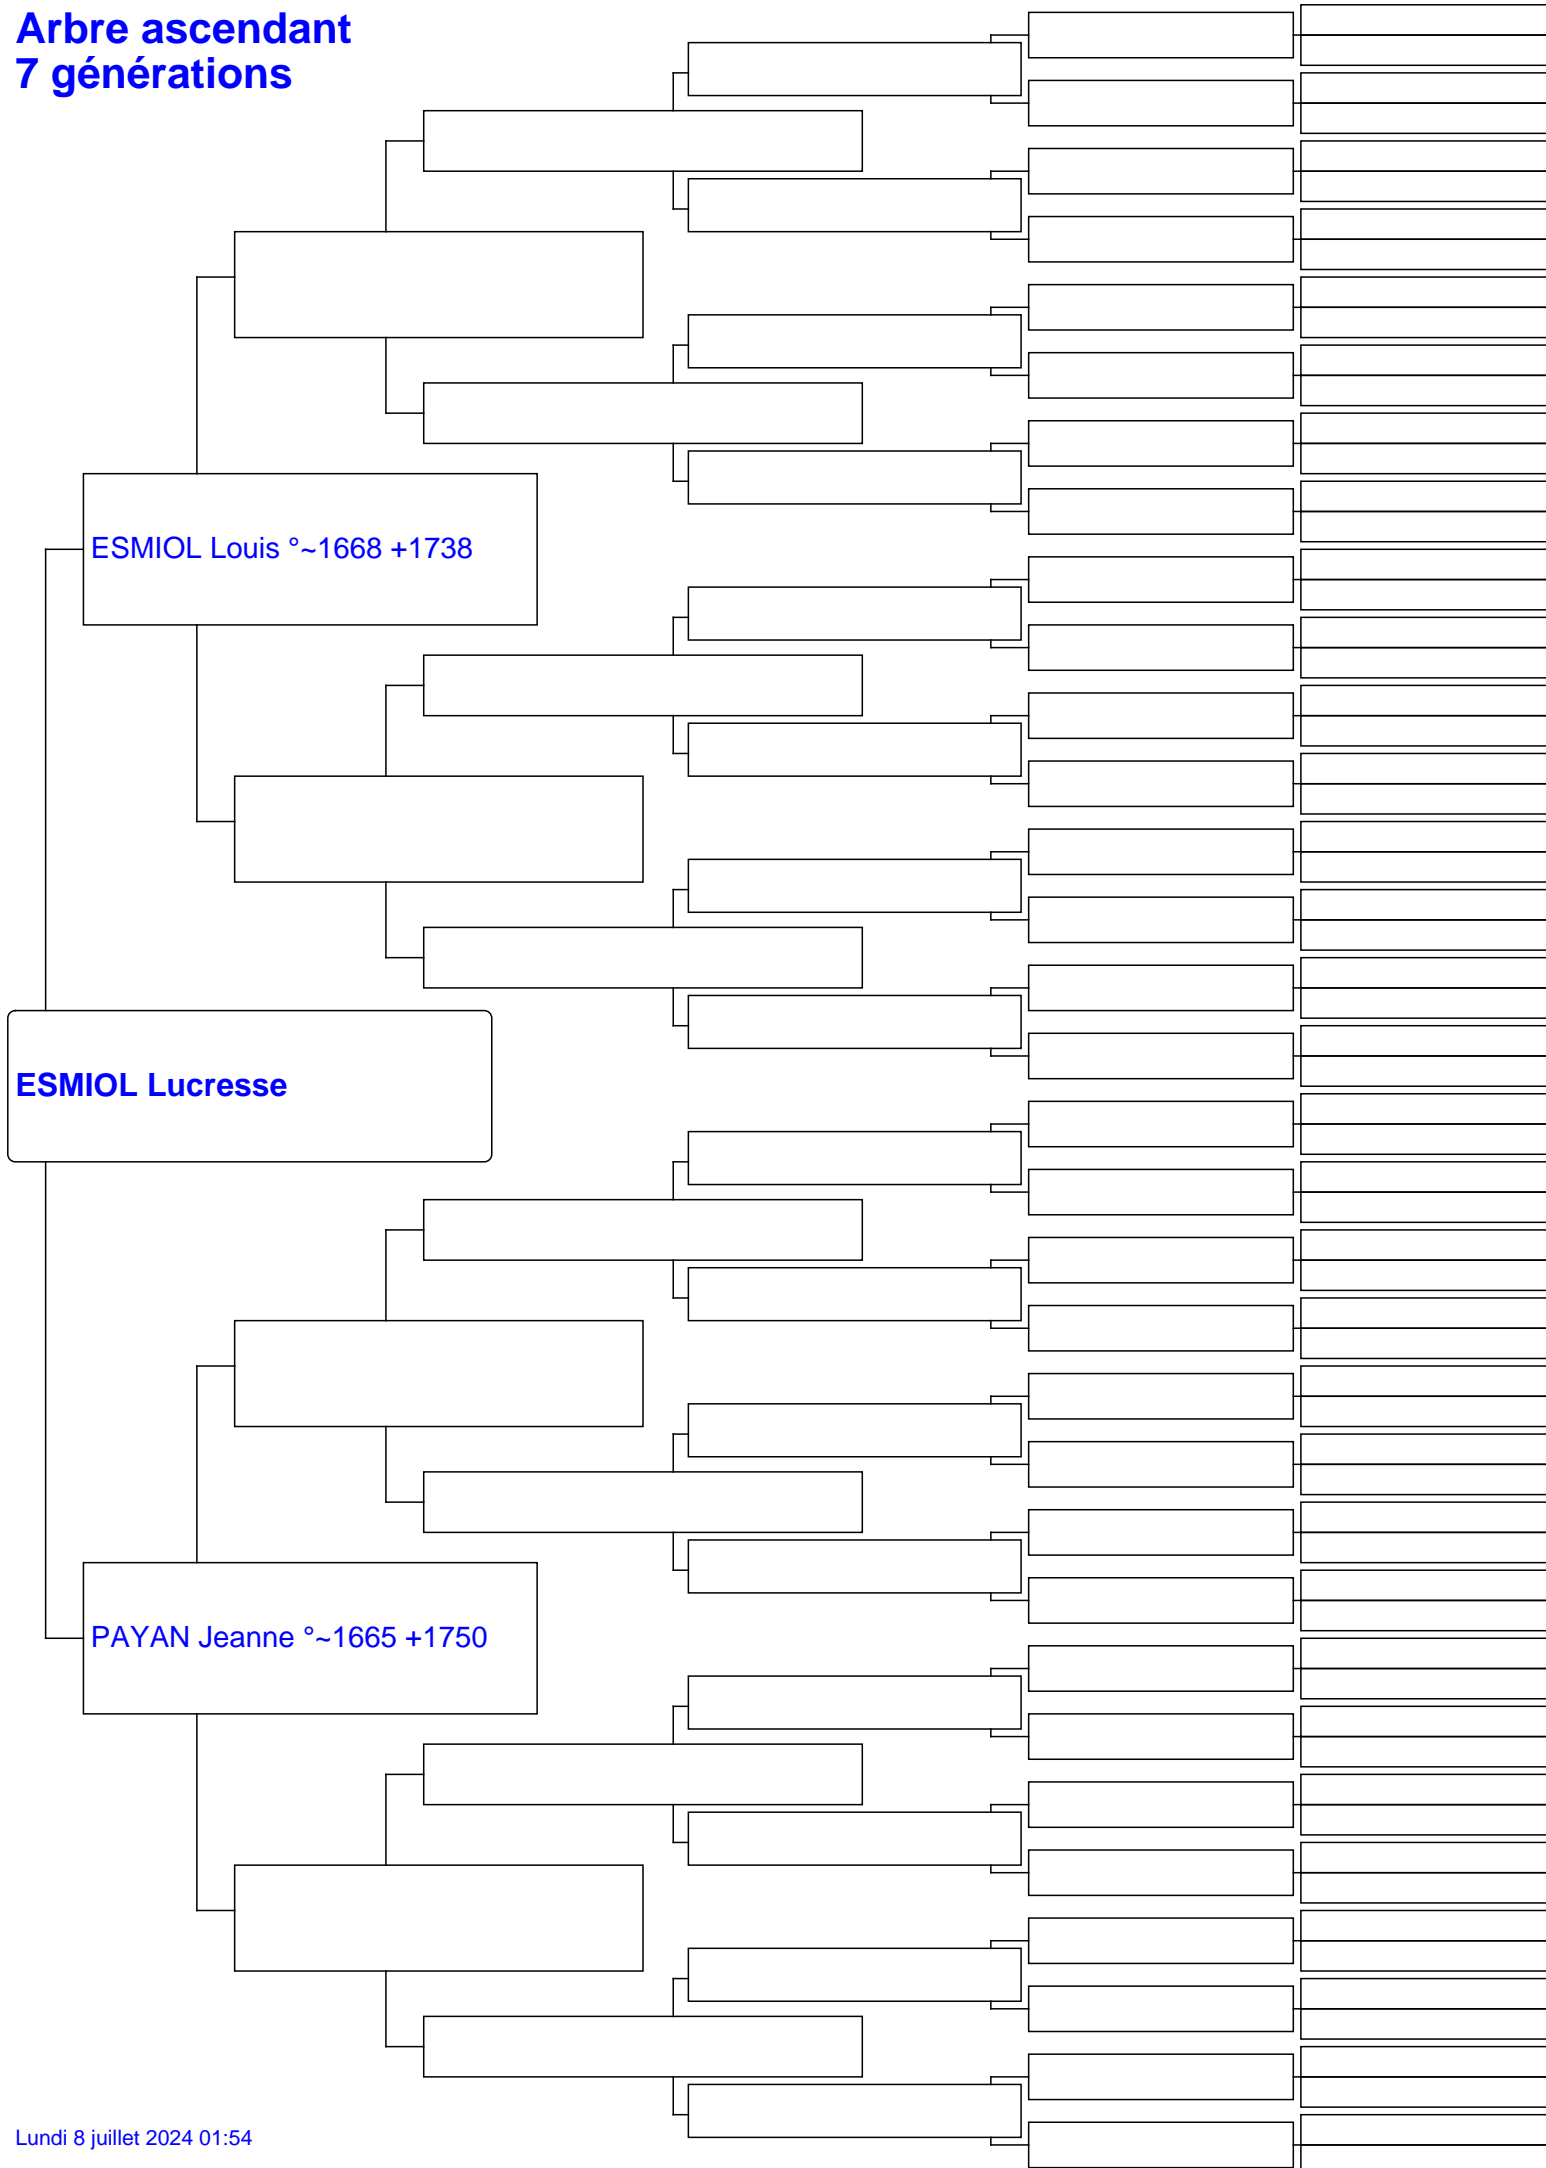 Arbre ascendant
7 générations
ESMIOL Louis °~1668 +1738
ESMIOL Lucresse
PAYAN Jeanne °~1665 +1750
Lundi 8 juillet 2024 01:54